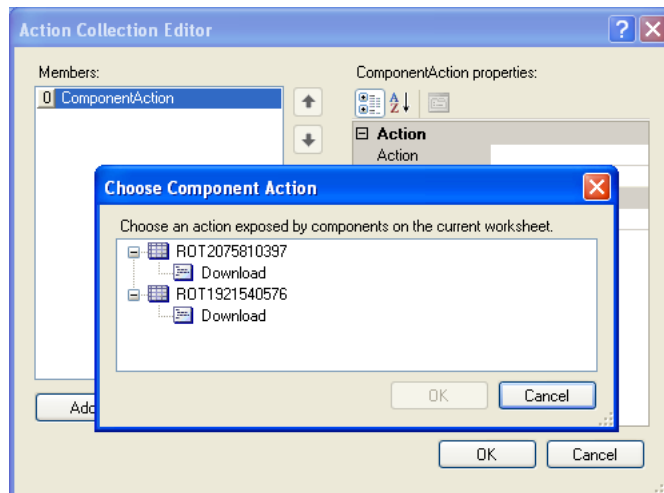 Action Collection Editor
Members:
0 ComponentAction
ComponentAction properties:
Action
Action
Choose Component Action
Choose an action exposed by components on the current worksheet.
ROT2075810397
Download
ROT1921540576
Download
OK
Cancel
Add
OK
Cancel